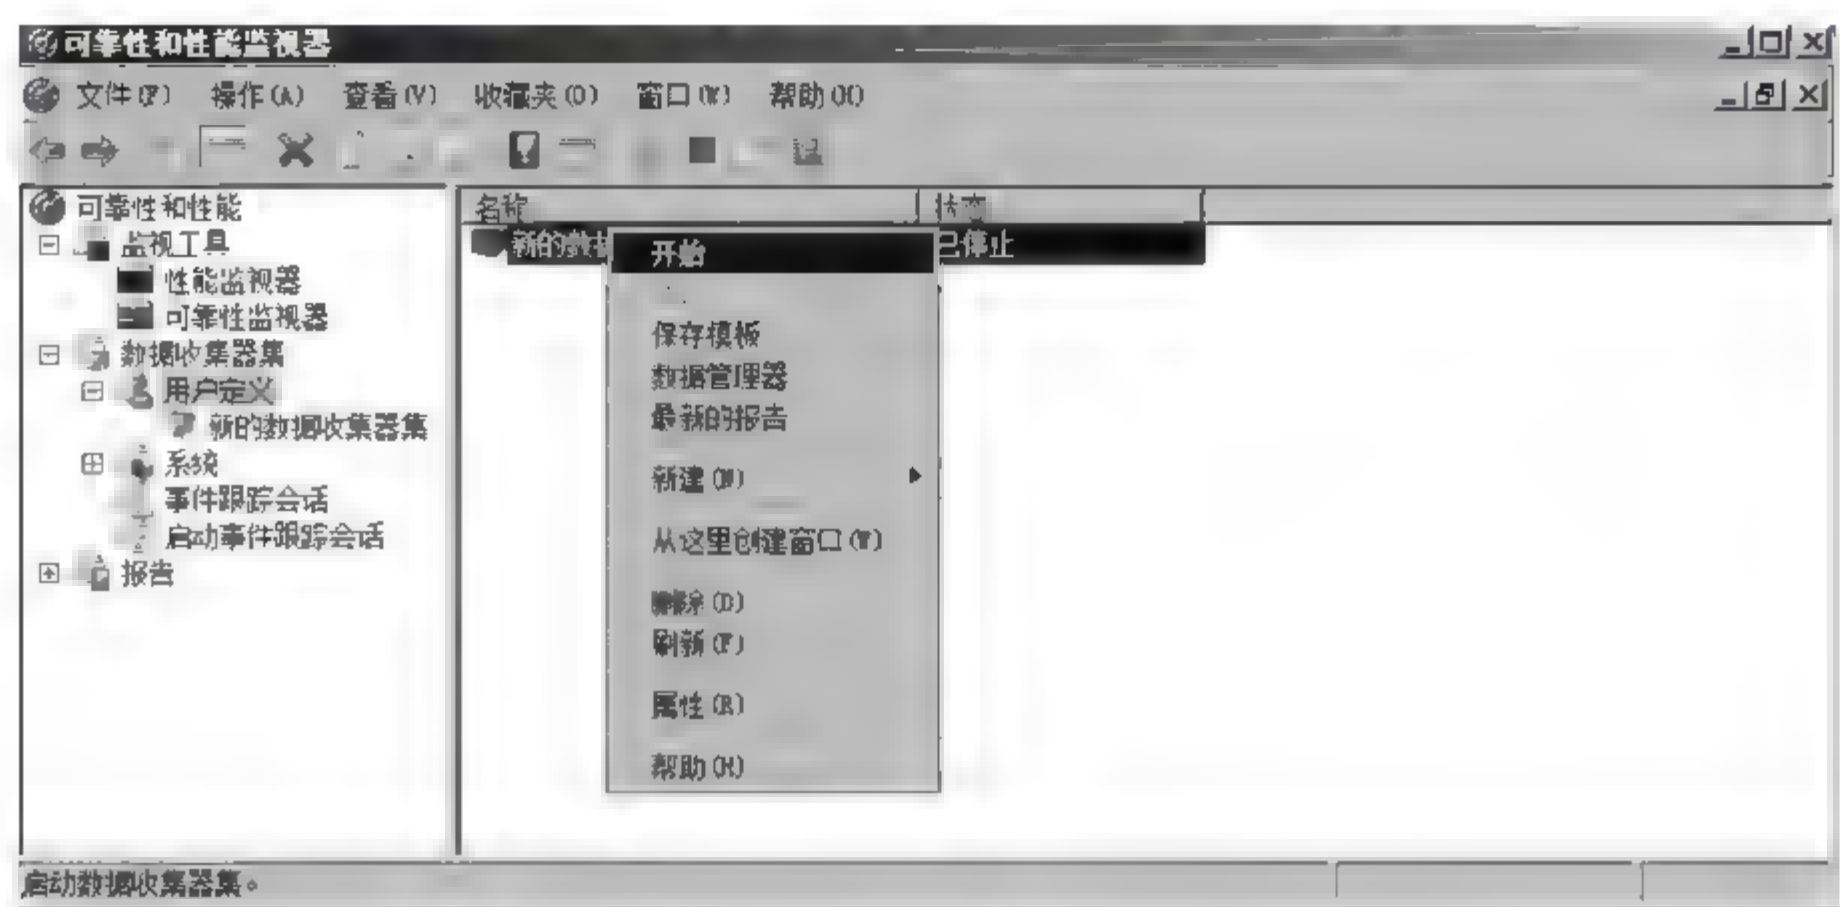 可靠性和性能监视器
文件(F) 操作(A) 查看(V) 收藏夹(O) 窗口(W) 帮助(H)
可靠性和性能
监视工具
性能监视器
可靠性监视器
数据收集器集
用户定义
新的数据收集器集
系统
事件跟踪会话
启动事件跟踪会话
报告
名称 状态
新的数据 已停止
开始
保存模板
数据管理器
最新的报告
新建(N)
从这里创建窗口(W)
删除(D)
刷新(F)
属性(R)
帮助(H)
启动数据收集器集。